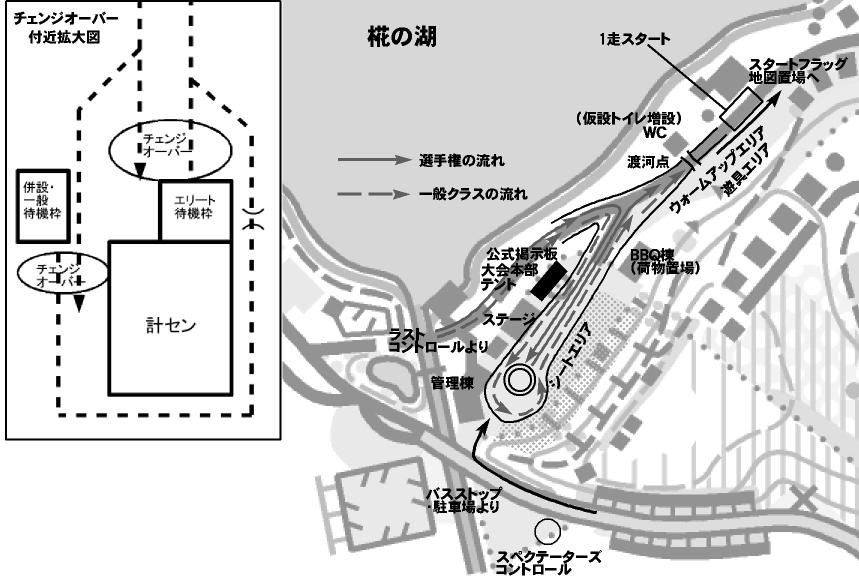 チェンジオーバー
付近拡大図
チェンジ
オーバー
併設・
一般
待機枠
エリート
待機枠
チェンジ
オーバー
計セン
椛の湖
1走スタート
スタートフラッグ
地図置場へ
(仮設トイレ増設)
WC
渡河点
選手権の流れ
一般クラスの流れ
ウォームアップエリア
遊具エリア
公式掲示板
大会本部
テント
BBQ棟
(荷物置場)
ステージ
ラスト
コントロールより
シートエリア
管理棟
バスストップ
・駐車場より
スペクテーターズ
コントロール